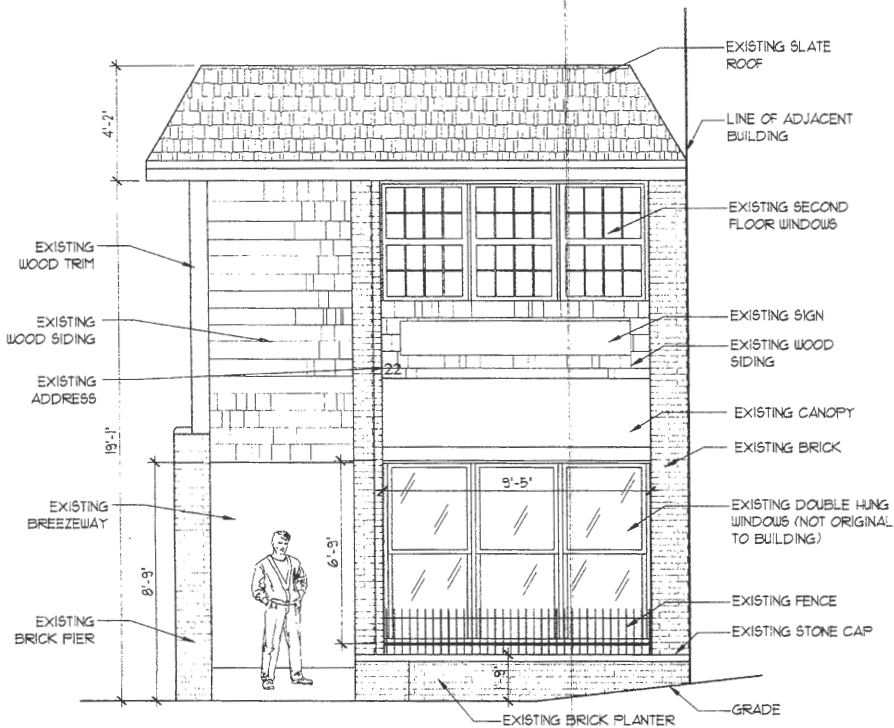 EXISTING SLATE
ROOF
4'-2"
LINE OF ADJACENT
BUILDING
EXISTING SECOND
FLOOR WINDOWS
EXISTING
WOOD TRIM
EXISTING SIGN
EXISTING
WOOD SIDING
EXISTING WOOD
SIDING
22
EXISTING
ADDRESS
EXISTING CANOPY
19'-1"
EXISTING BRICK
9'-5"
EXISTING
BREEZEWAY
EXISTING DOUBLE HUNG
WINDOWS (NOT ORIGINAL
TO BUILDING)
6'-9"
8'-9"
EXISTING FENCE
EXISTING
BRICK PIER
EXISTING STONE CAP
9"
GRADE
EXISTING BRICK PLANTER